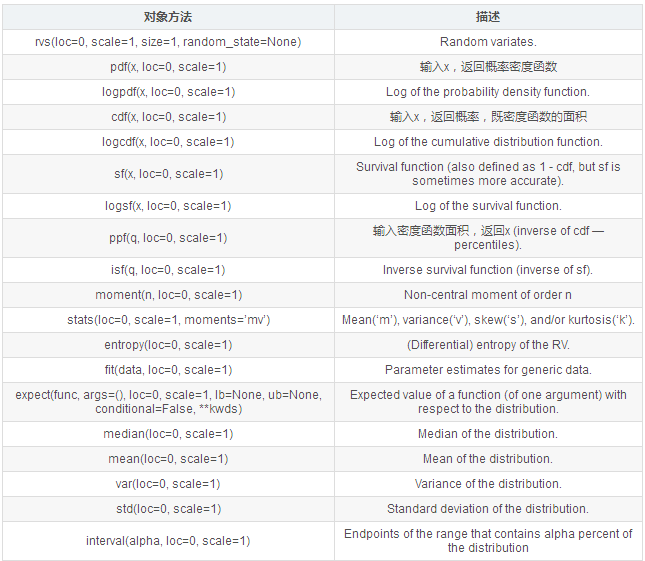 对象方法 描述
rvs(loc=0, scale=1, size=1, random_state=None) Random variates.
pdf(x, loc=0, scale=1) 输入x，返回概率密度函数
logpdf(x, loc=0, scale=1) Log of the probability density function.
cdf(x, loc=0, scale=1) 输入x，返回概率，既密度函数的面积
logcdf(x, loc=0, scale=1) Log of the cumulative distribution function.
sf(x, loc=0, scale=1) Survival function (also defined as 1 - cdf, but sf is
sometimes more accurate).
logsf(x, loc=0, scale=1) Log of the survival function.
ppf(q, loc=0, scale=1) 输入密度函数面积，返回x (inverse of cdf —
percentiles).
isf(q, loc=0, scale=1) Inverse survival function (inverse of sf).
moment(n, loc=0, scale=1) Non-central moment of order n
stats(loc=0, scale=1, moments=’mv’) Mean(‘m’), variance(‘v’), skew(‘s’), and/or kurtosis(‘k’).
entropy(loc=0, scale=1) (Differential) entropy of the RV.
fit(data, loc=0, scale=1) Parameter estimates for generic data.
expect(func, args=(), loc=0, scale=1, lb=None, ub=None,
conditional=False, **kwds)
Expected value of a function (of one argument) with
respect to the distribution.
median(loc=0, scale=1) Median of the distribution.
mean(loc=0, scale=1) Mean of the distribution.
var(loc=0, scale=1) Variance of the distribution.
std(loc=0, scale=1) Standard deviation of the distribution.
interval(alpha, loc=0, scale=1) Endpoints of the range that contains alpha percent of
the distribution